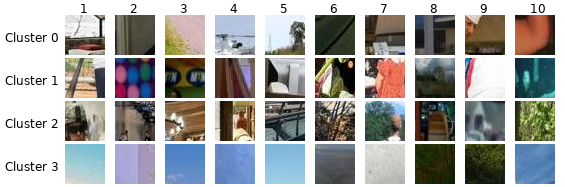 1 2 3 4 5 6 7 8 9 10
Cluster 0
Cluster 1
Cluster 2
Cluster 3